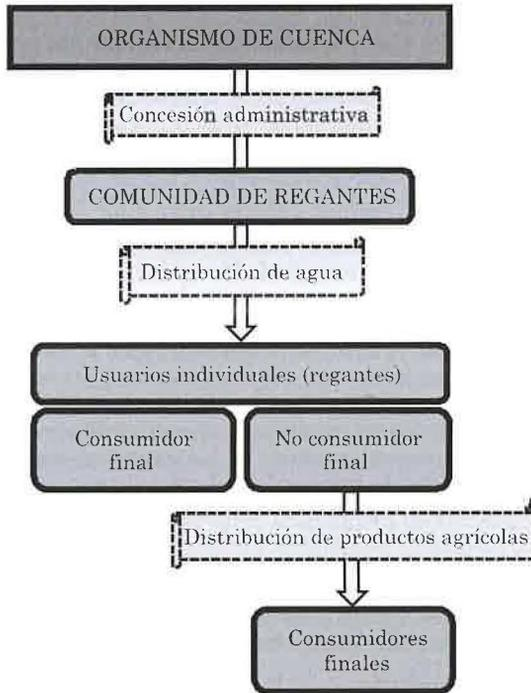 ORGANISMO DE CUENCA
Concesión administrativa
COMUNIDAD DE REGANTES
Distribución de agua
Usuarios individuales (regantes)
Consumidor
final
No consumidor
final
Distribución de productos agrícolas
Consumidores
finales